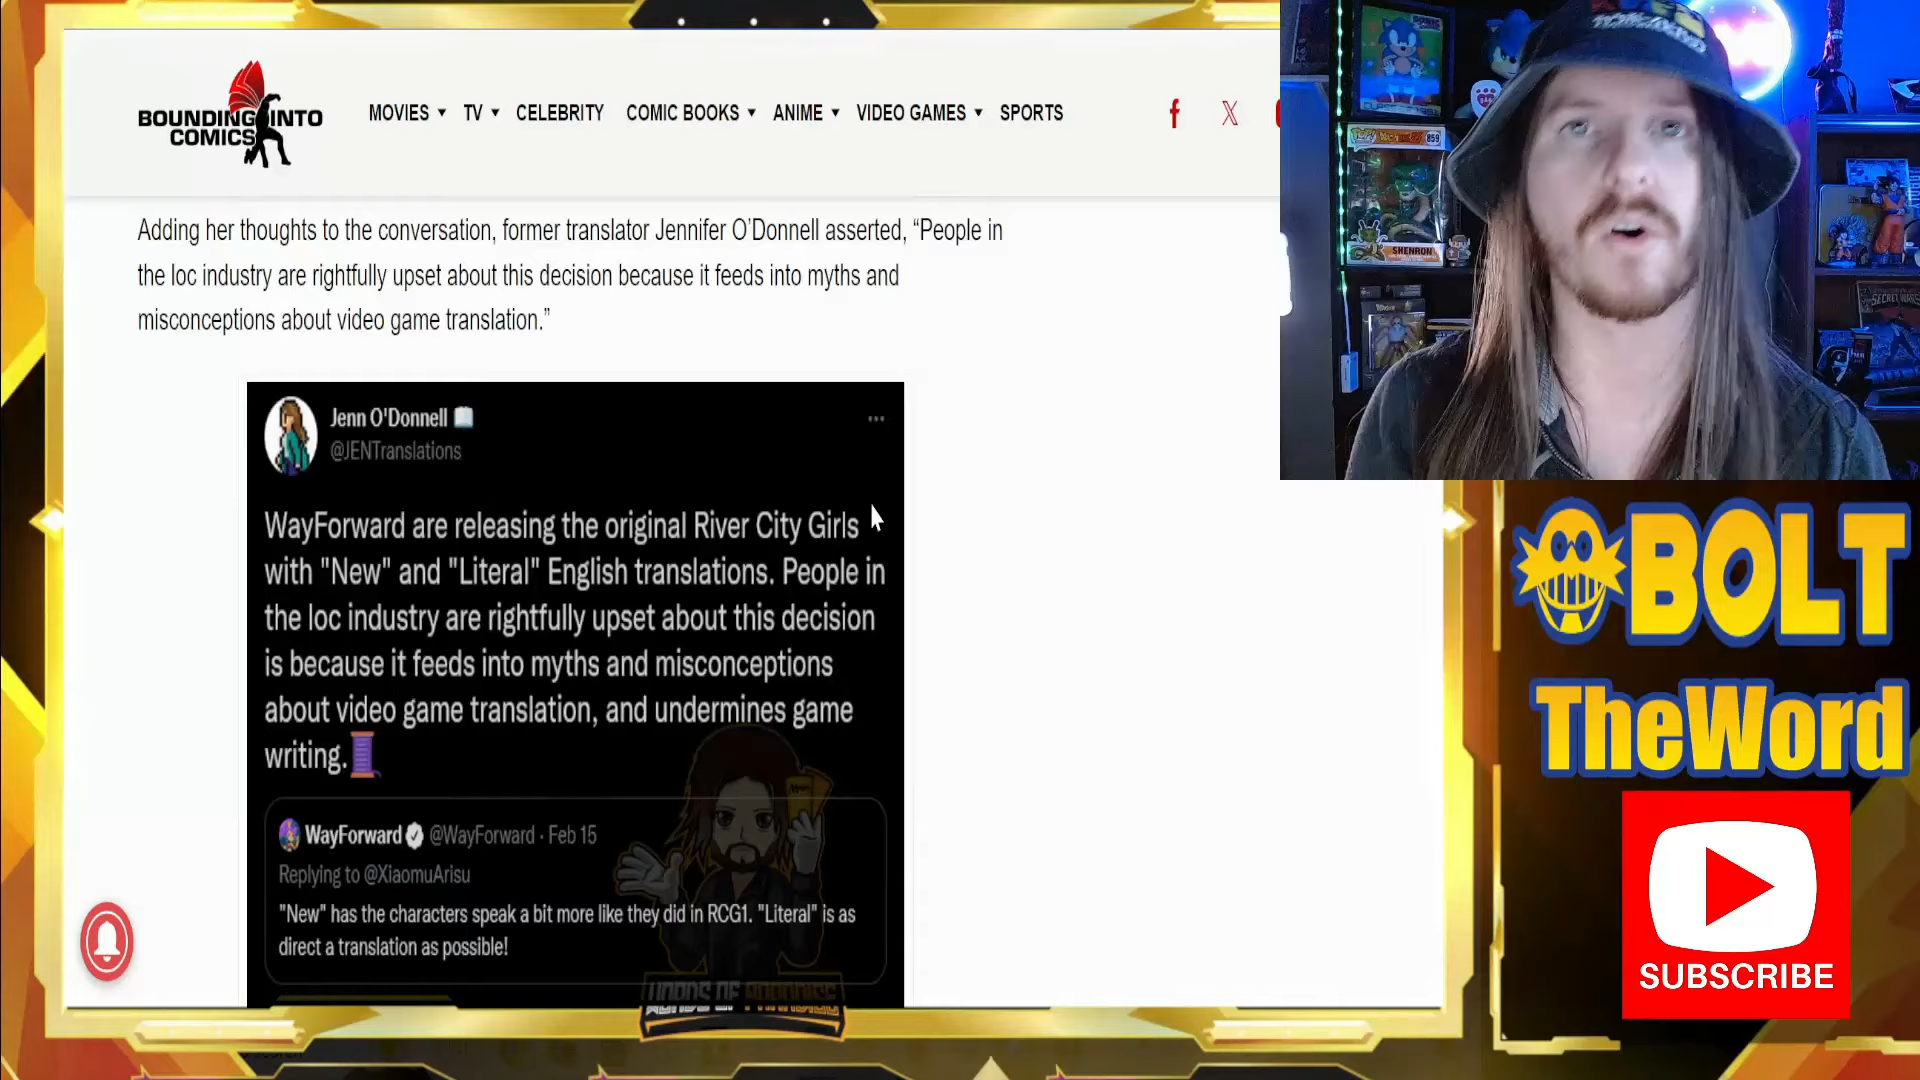 BOUNDING INTO
COMICS
MOVIES TV CELEBRITY COMIC BOOKS ANIME VIDEO GAMES SPORTS
Adding her thoughts to the conversation, former translator Jennifer O’Donnell asserted, “People in
the loc industry are rightfully upset about this decision because it feeds into myths and
misconceptions about video game translation.”
Jenn O'Donnell
@JENTranslations
WayForward are releasing the original River City Girls
with "New" and "Literal" English translations. People in
the loc industry are rightfully upset about this decision
is because it feeds into myths and misconceptions
about video game translation, and undermines game
writing.
WayForward @WayForward · Feb 15
Replying to @XiaomuArisu
"New" has the characters speak a bit more like they did in RCG1. "Literal" is as
direct a translation as possible!
859
SHENRON
SECRET WARS
BOLT
TheWord
SUBSCRIBE